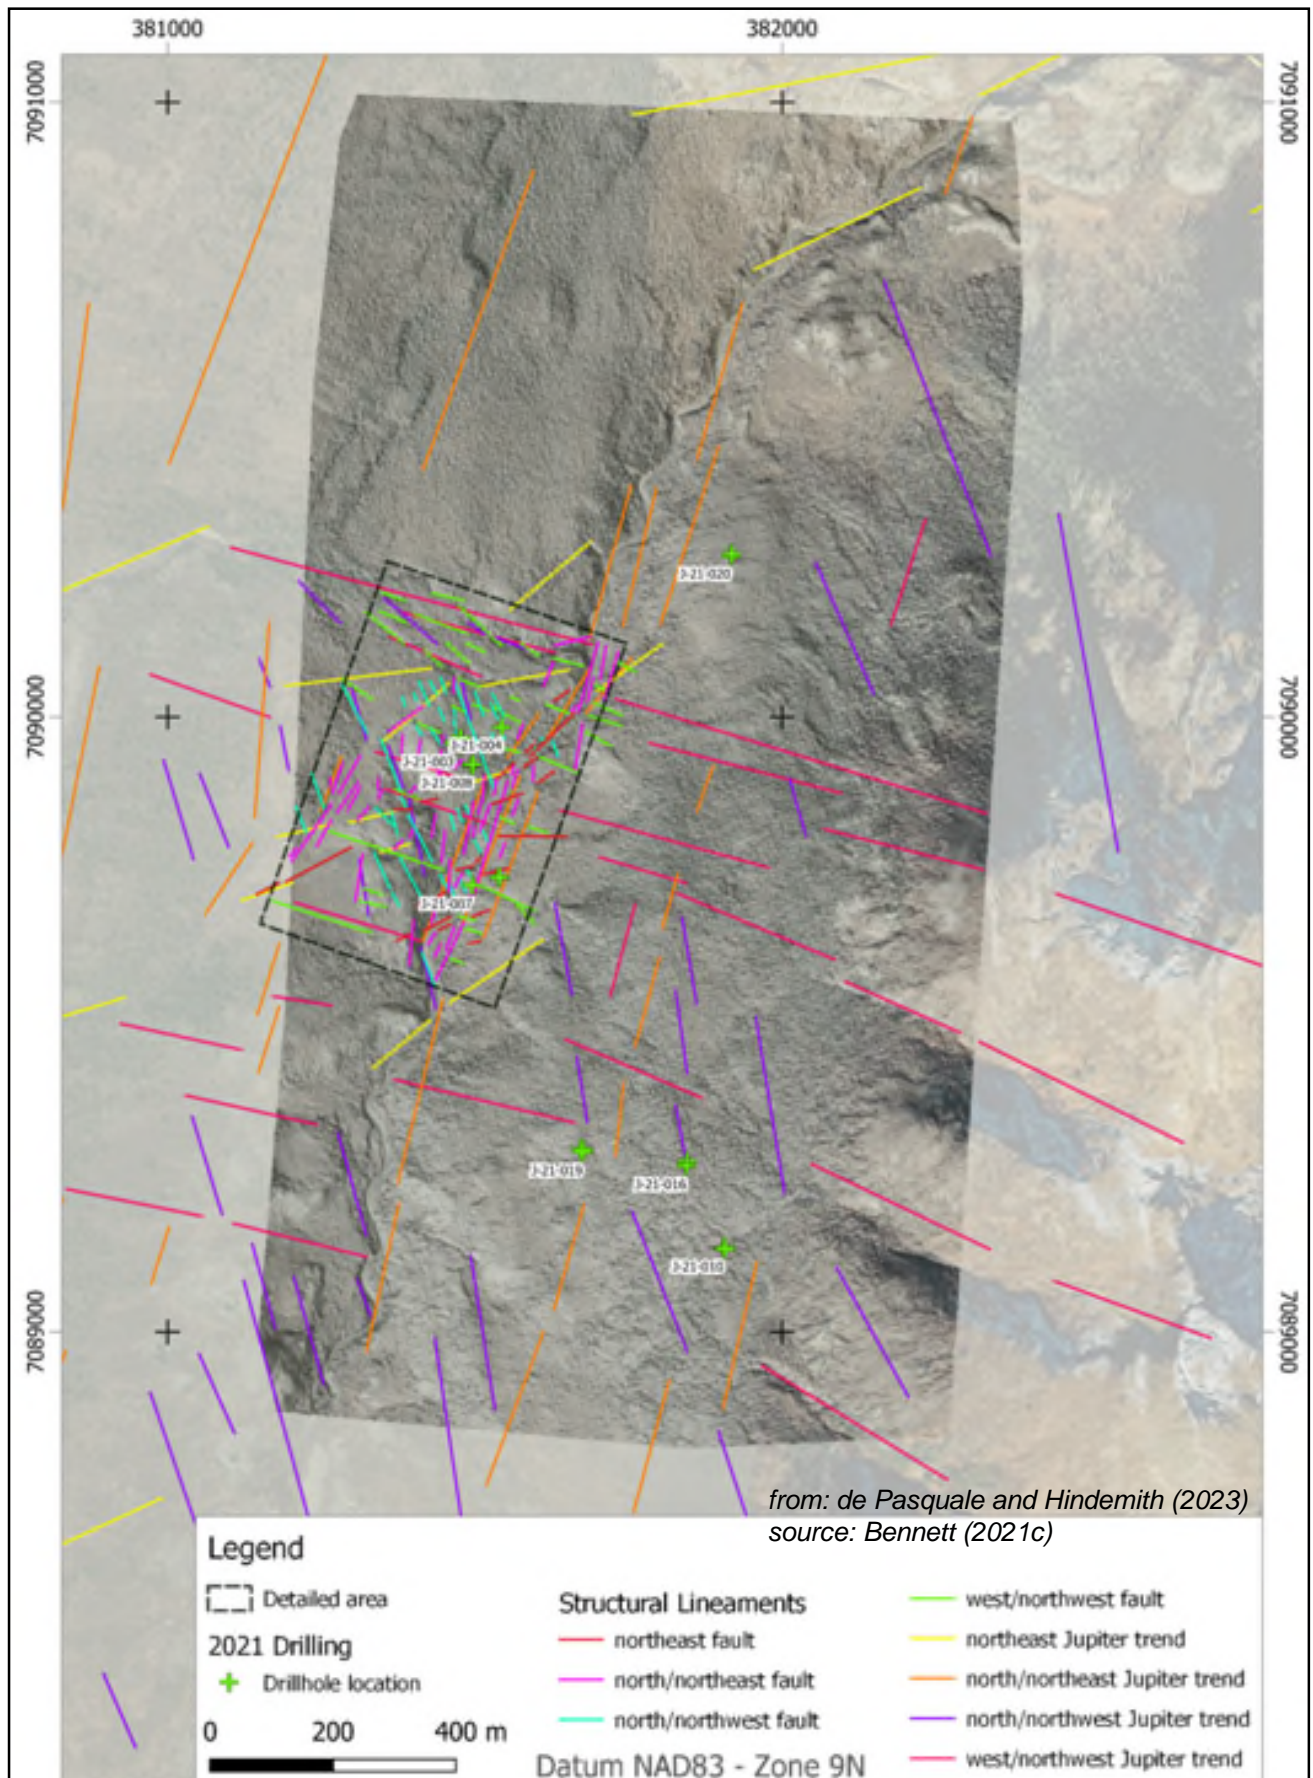 381000
382000
7091000
7091000
J-21-020
7090000
7090000
J-21-004
J-21-003
J-21-008
J-21-007
J-21-019
J-21-016
J-21-010
7089000
7089000
from: de Pasquale and Hindemith (2023)
source: Bennett (2021c)
Legend
Detailed area
2021 Drilling
Drillhole location
0 200 400 m
Structural Lineaments
northeast fault
north/northeast fault
north/northwest fault
west/northwest fault
northeast Jupiter trend
north/northeast Jupiter trend
north/northwest Jupiter trend
west/northwest Jupiter trend
Datum NAD83 - Zone 9N